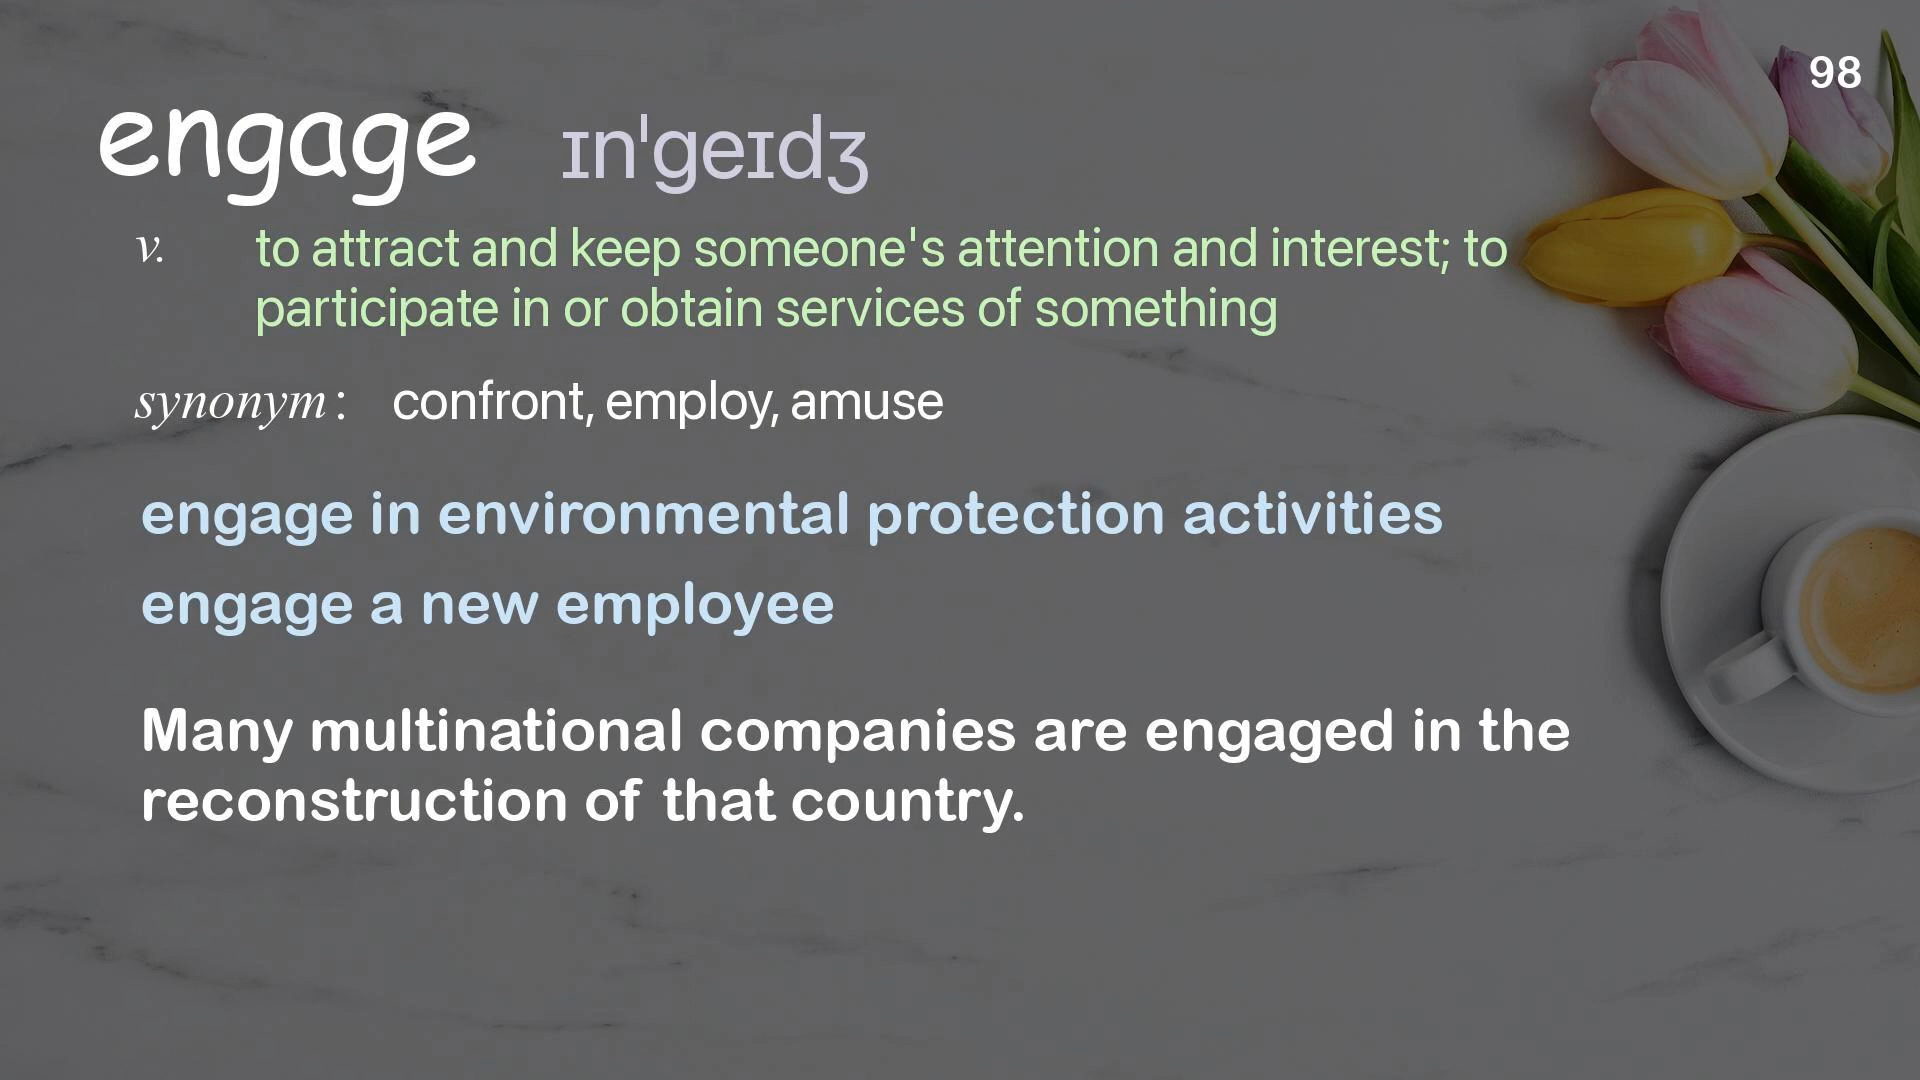 98
engage ɪnˈgeɪdʒ
v. to attract and keep someone's attention and interest; to
participate in or obtain services of something
synonym: confront, employ, amuse
engage in environmental protection activities
engage a new employee
Many multinational companies are engaged in the
reconstruction of that country.